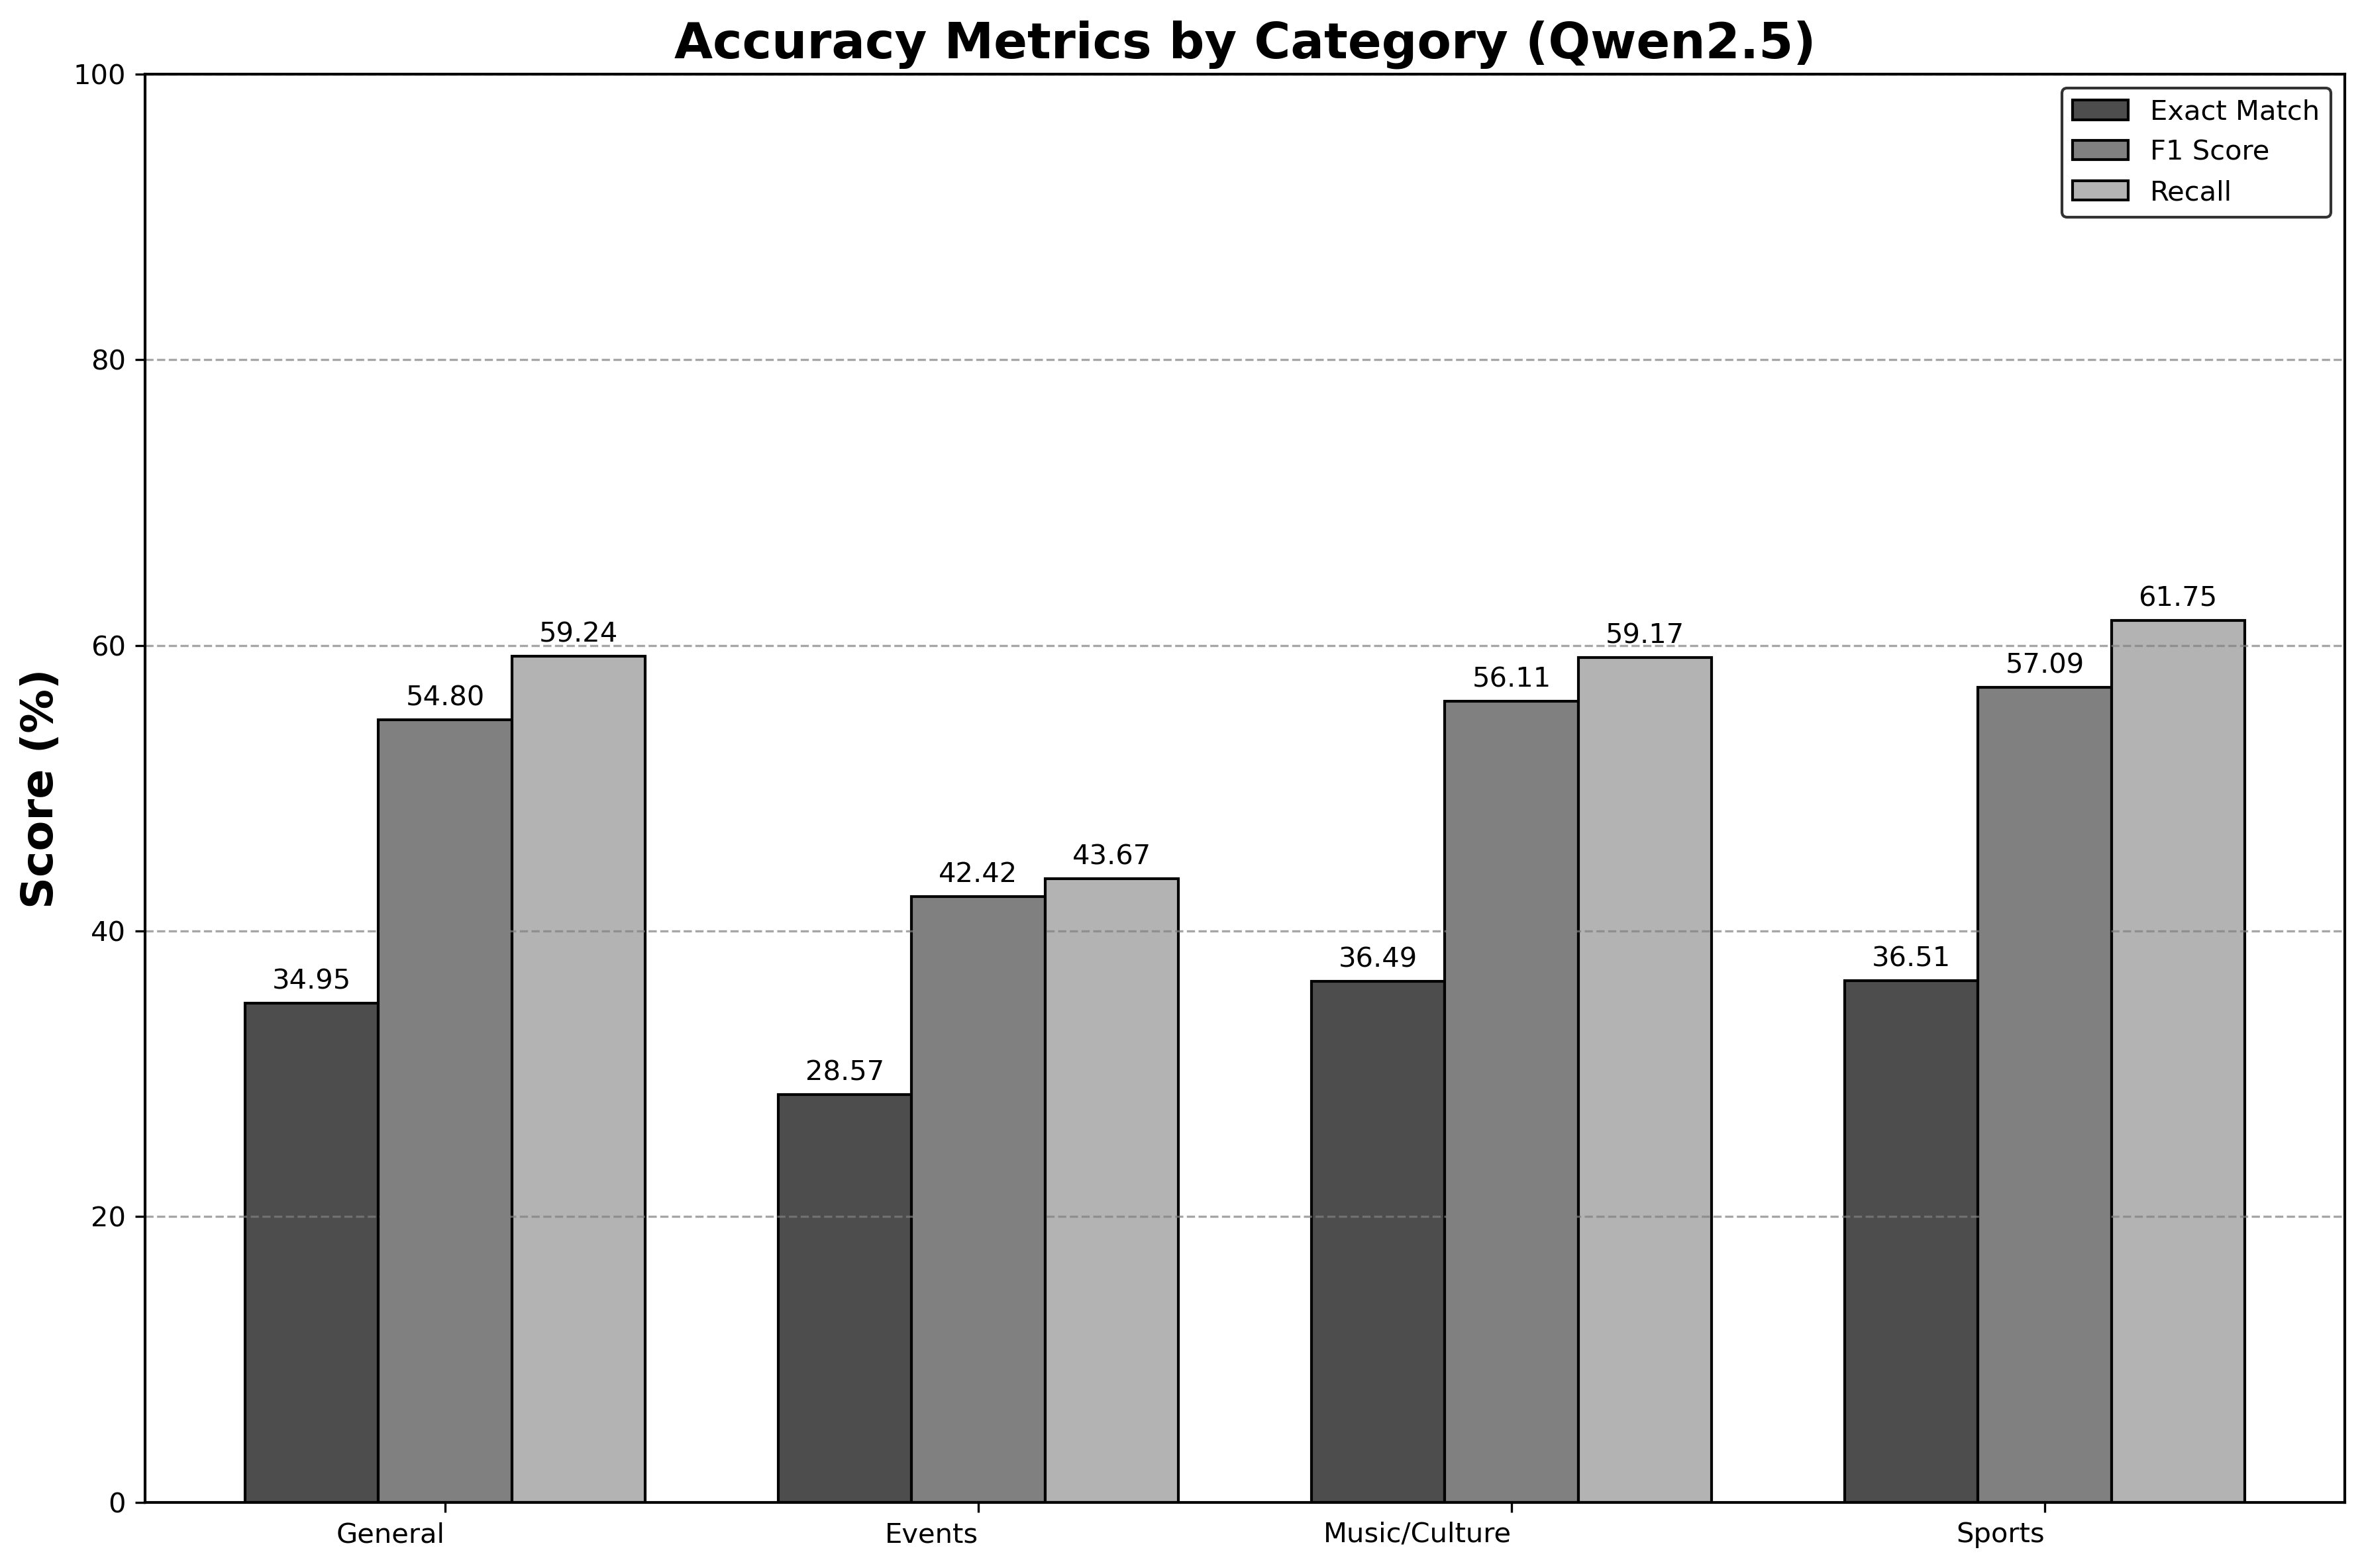 Accuracy Metrics by Category (Qwen2.5)
Exact Match
F1 Score
Recall
Score (%)
100
80
60
40
20
0
34.95
54.80
59.24
28.57
42.42
43.67
36.49
56.11
59.17
36.51
57.09
61.75
General
Events
Music/Culture
Sports